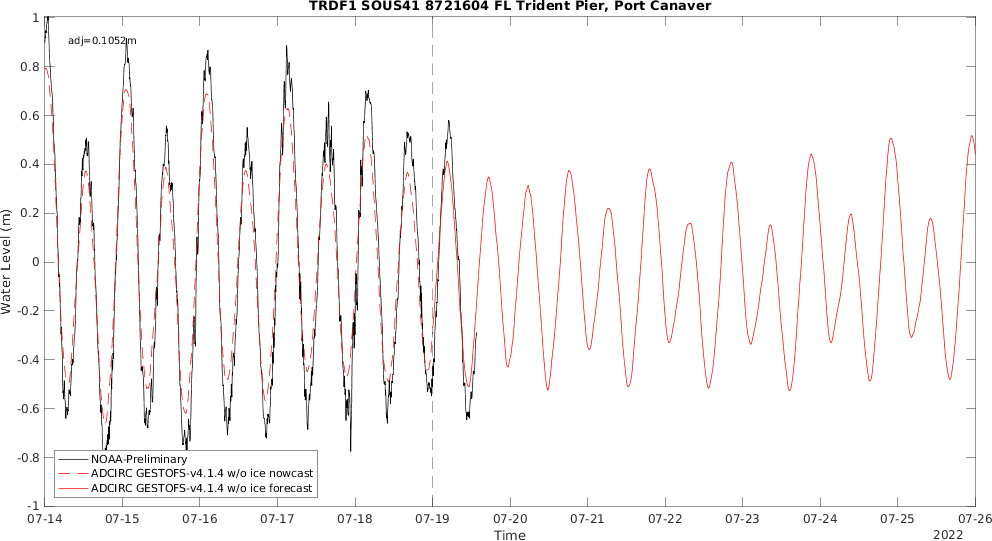 TRDF1 SOUS41 8721604 FL Trident Pier, Port Canaver
adj=0.1052m
1
0.8
0.6
0.4
0.2
0
-0.2
-0.4
-0.6
-0.8
-1
Water Level (m)
NOAA-Preliminary
ADCIRC GESTOFS-v4.1.4 w/o ice nowcast
ADCIRC GESTOFS-v4.1.4 w/o ice forecast
07-14 07-15 07-16 07-17 07-18 07-19 07-20 07-21 07-22 07-23 07-24 07-25 07-26
Time
2022